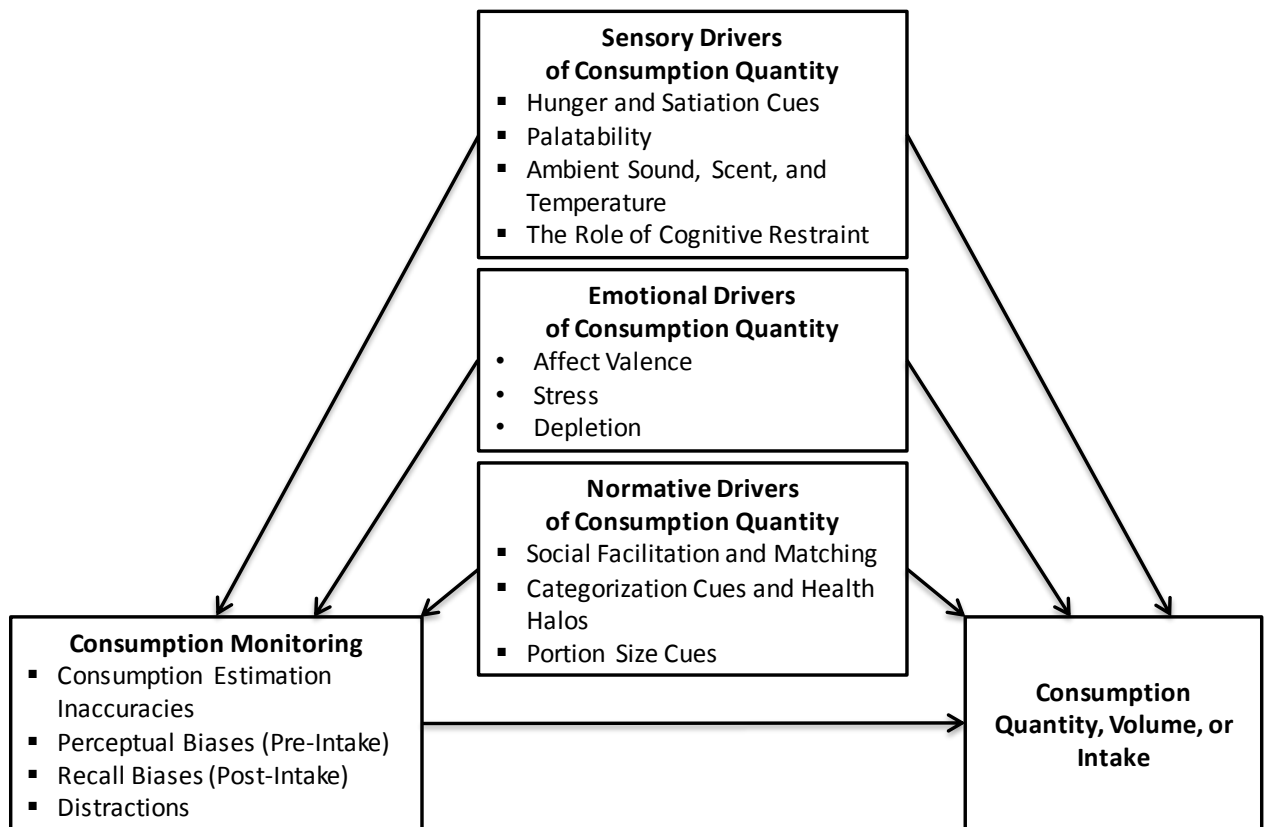 Sensory Drivers
of Consumption Quantity
▪ Hunger and Satiation Cues
▪ Palatability
▪ Ambient Sound, Scent, and
Temperature
▪ The Role of Cognitive Restraint
Emotional Drivers
of Consumption Quantity
• Affect Valence
• Stress
• Depletion
Normative Drivers
of Consumption Quantity
▪ Social Facilitation and Matching
▪ Categorization Cues and Health
Halos
▪ Portion Size Cues
Consumption Monitoring
▪ Consumption Estimation
Inaccuracies
▪ Perceptual Biases (Pre-Intake)
▪ Recall Biases (Post-Intake)
▪ Distractions
Consumption
Quantity, Volume, or
Intake